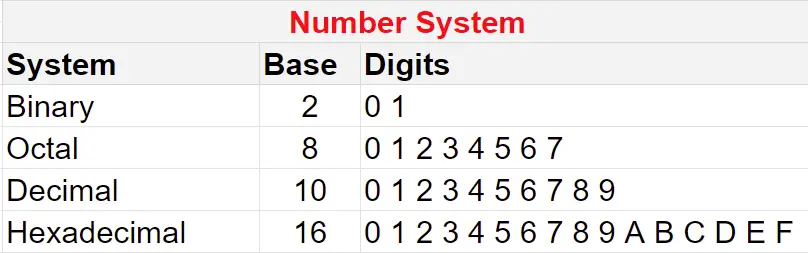 Number System
System Base Digits
Binary 2 0 1
Octal 8 0 1 2 3 4 5 6 7
Decimal 10 0 1 2 3 4 5 6 7 8 9
Hexadecimal 16 0 1 2 3 4 5 6 7 8 9 A B C D E F